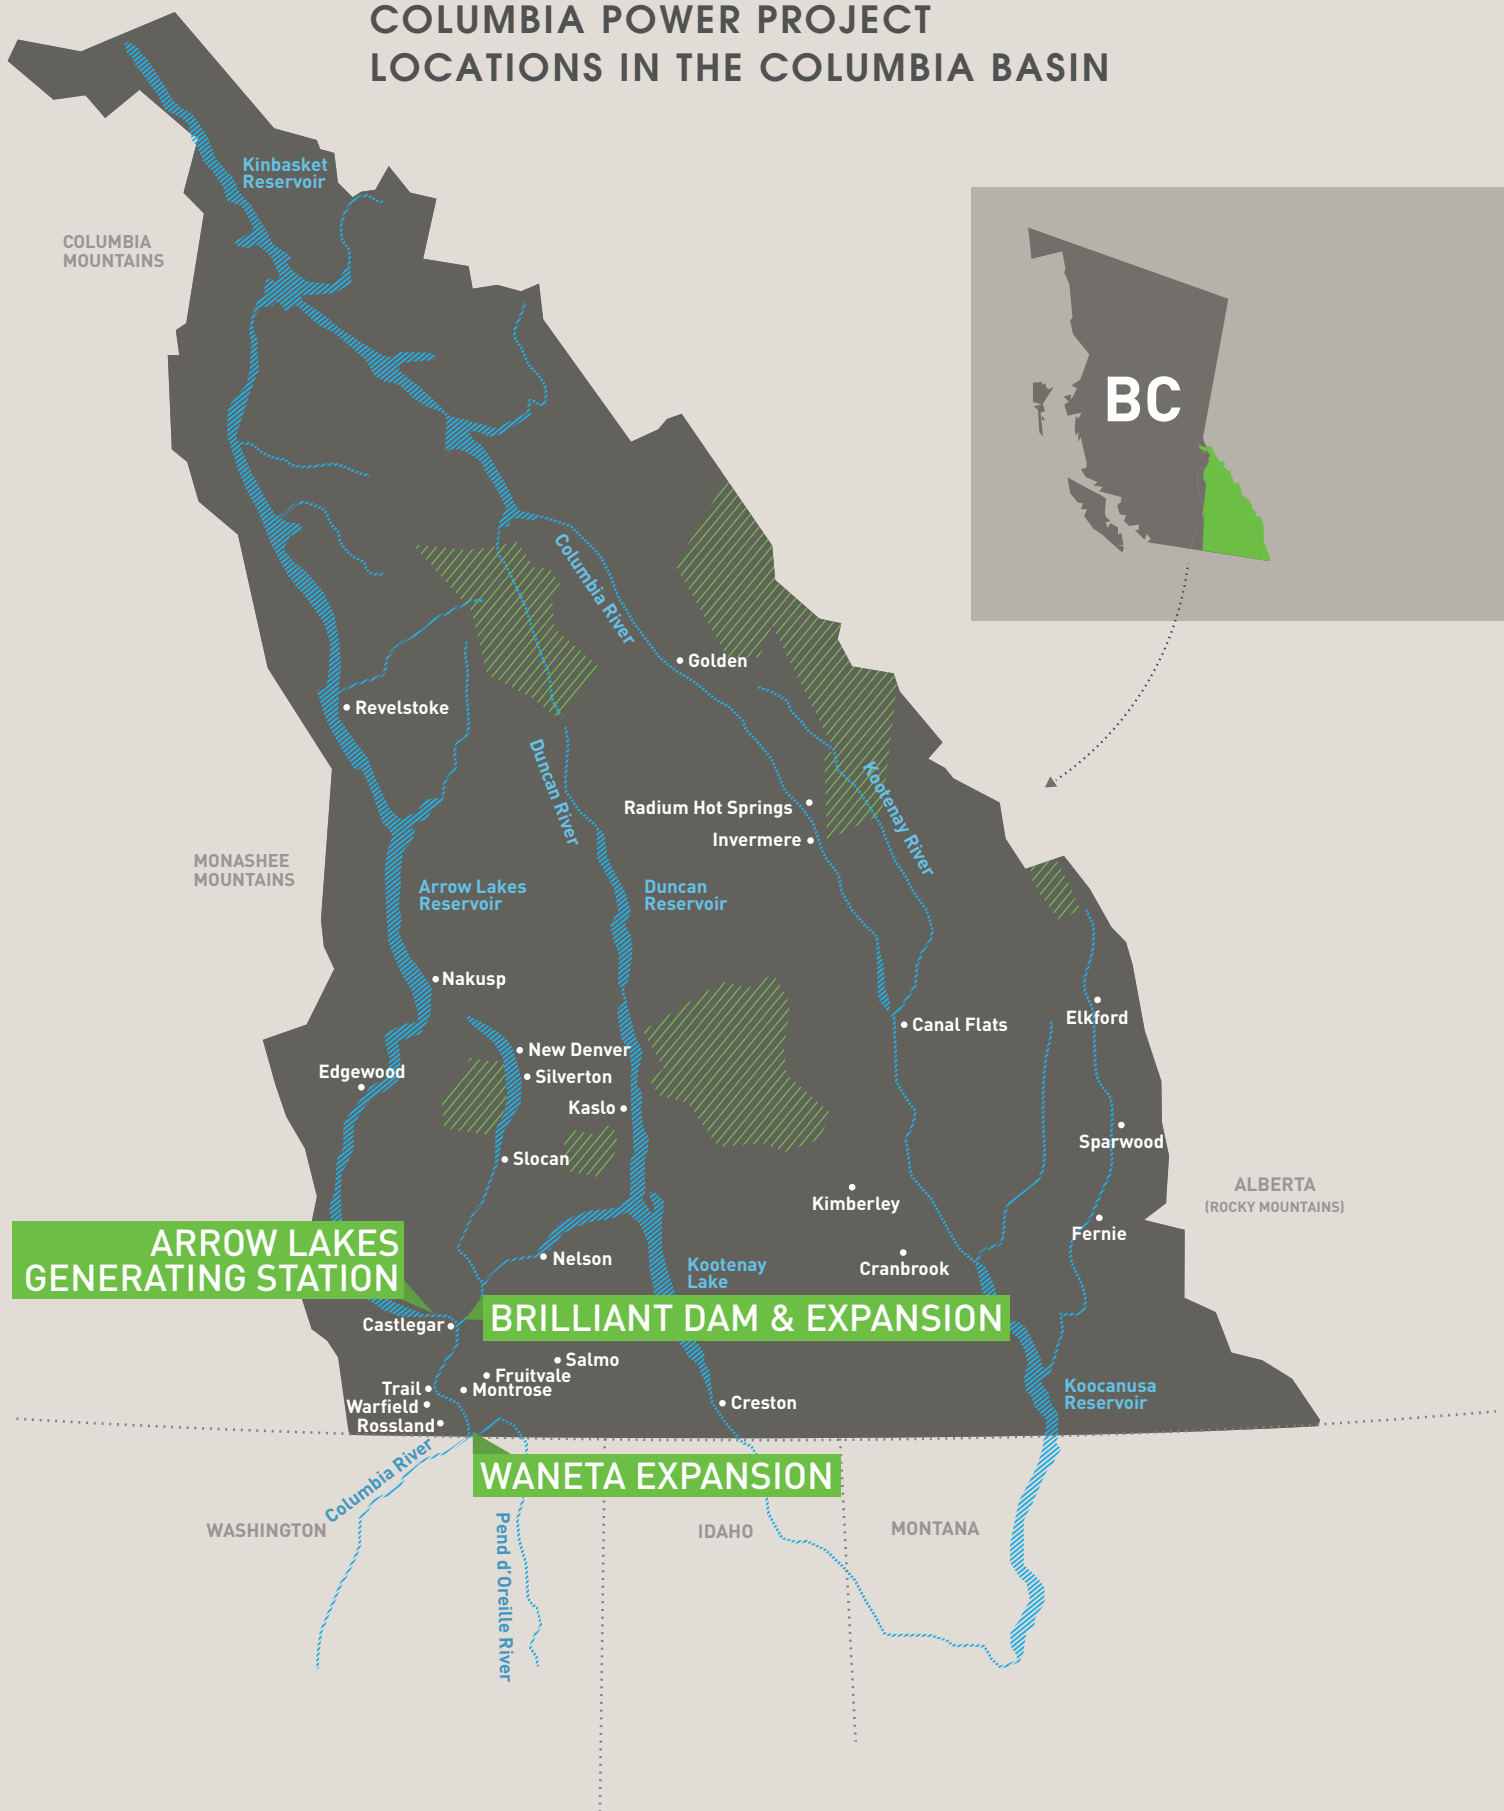 COLUMBIA POWER PROJECT
LOCATIONS IN THE COLUMBIA BASIN
Kinbasket
Reservoir
COLUMBIA
MOUNTAINS
BC
Columbia River
Golden
Revelstoke
Duncan River
Kootenay River
Radium Hot Springs
Invermere
MONASHEE
MOUNTAINS
Arrow Lakes
Reservoir
Duncan
Reservoir
Nakusp
Elkford
Canal Flats
New Denver
Edgewood
Silverton
Kaslo
Sparwood
Slocan
Kimberley
ALBERTA
(ROCKY MOUNTAINS)
Fernie
ARROW LAKES
GENERATING STATION
Nelson
Kootenay
Lake
Cranbrook
BRILLIANT DAM & EXPANSION
Castlegar
Salmo
Fruitvale
Trail
Montrose
Warfield
Rossland
Creston
Koocanusa
Reservoir
Columbia River
WANETA EXPANSION
WASHINGTON
Pend d'Oreille River
IDAHO
MONTANA